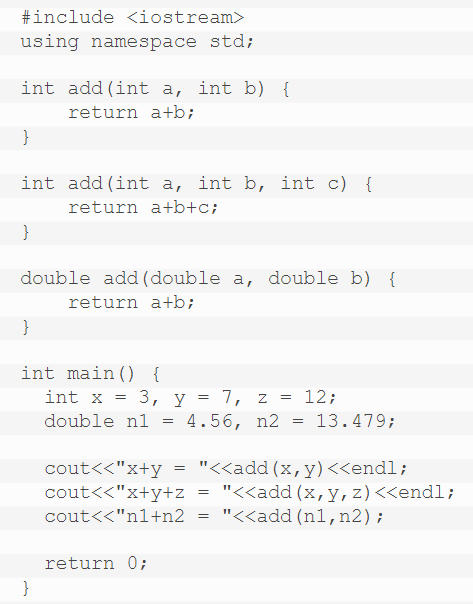 #include <iostream>
using namespace std;

int add(int a, int b) {
    return a+b;
}

int add(int a, int b, int c) {
    return a+b+c;
}

double add(double a, double b) {
    return a+b;
}

int main() {
  int x = 3, y = 7, z = 12;
  double n1 = 4.56, n2 = 13.479;

  cout<<"x+y = "<<add(x,y)<<endl;
  cout<<"x+y+z = "<<add(x,y,z)<<endl;
  cout<<"n1+n2 = "<<add(n1,n2);

  return 0;
}